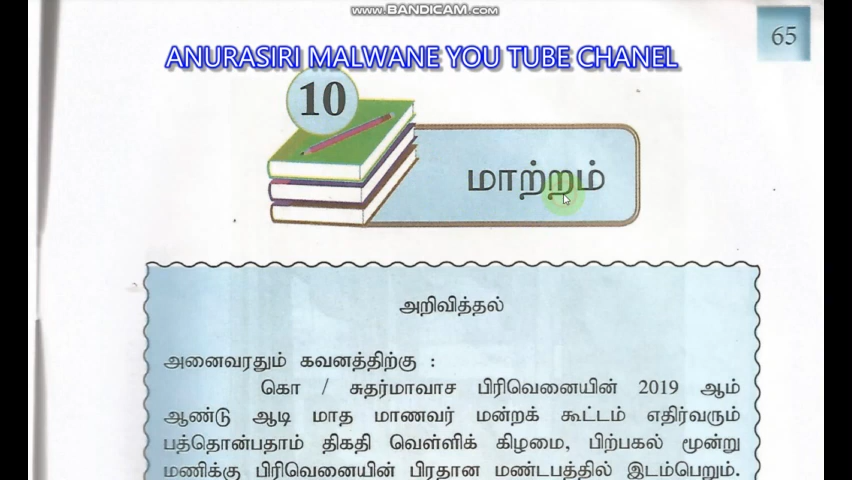 www.BANDICAM.com
65
ANURASIRI MALWANE YOU TUBE CHANEL
10
மாற்றம்
அறிவித்தல்
அனைவரதும் கவனத்திற்கு :
கொ / சுதர்மாவாச பிரிவெனையின் 2019 ஆம்
ஆண்டு ஆடி மாத மாணவர் மன்றக் கூட்டம் எதிர்வரும்
பத்தொன்பதாம் திகதி வெள்ளிக் கிழமை, பிற்பகல் மூன்று
மணிக்கு பிரிவெனையின் பிரதான மண்டபத்தில் இடம்பெறும்.